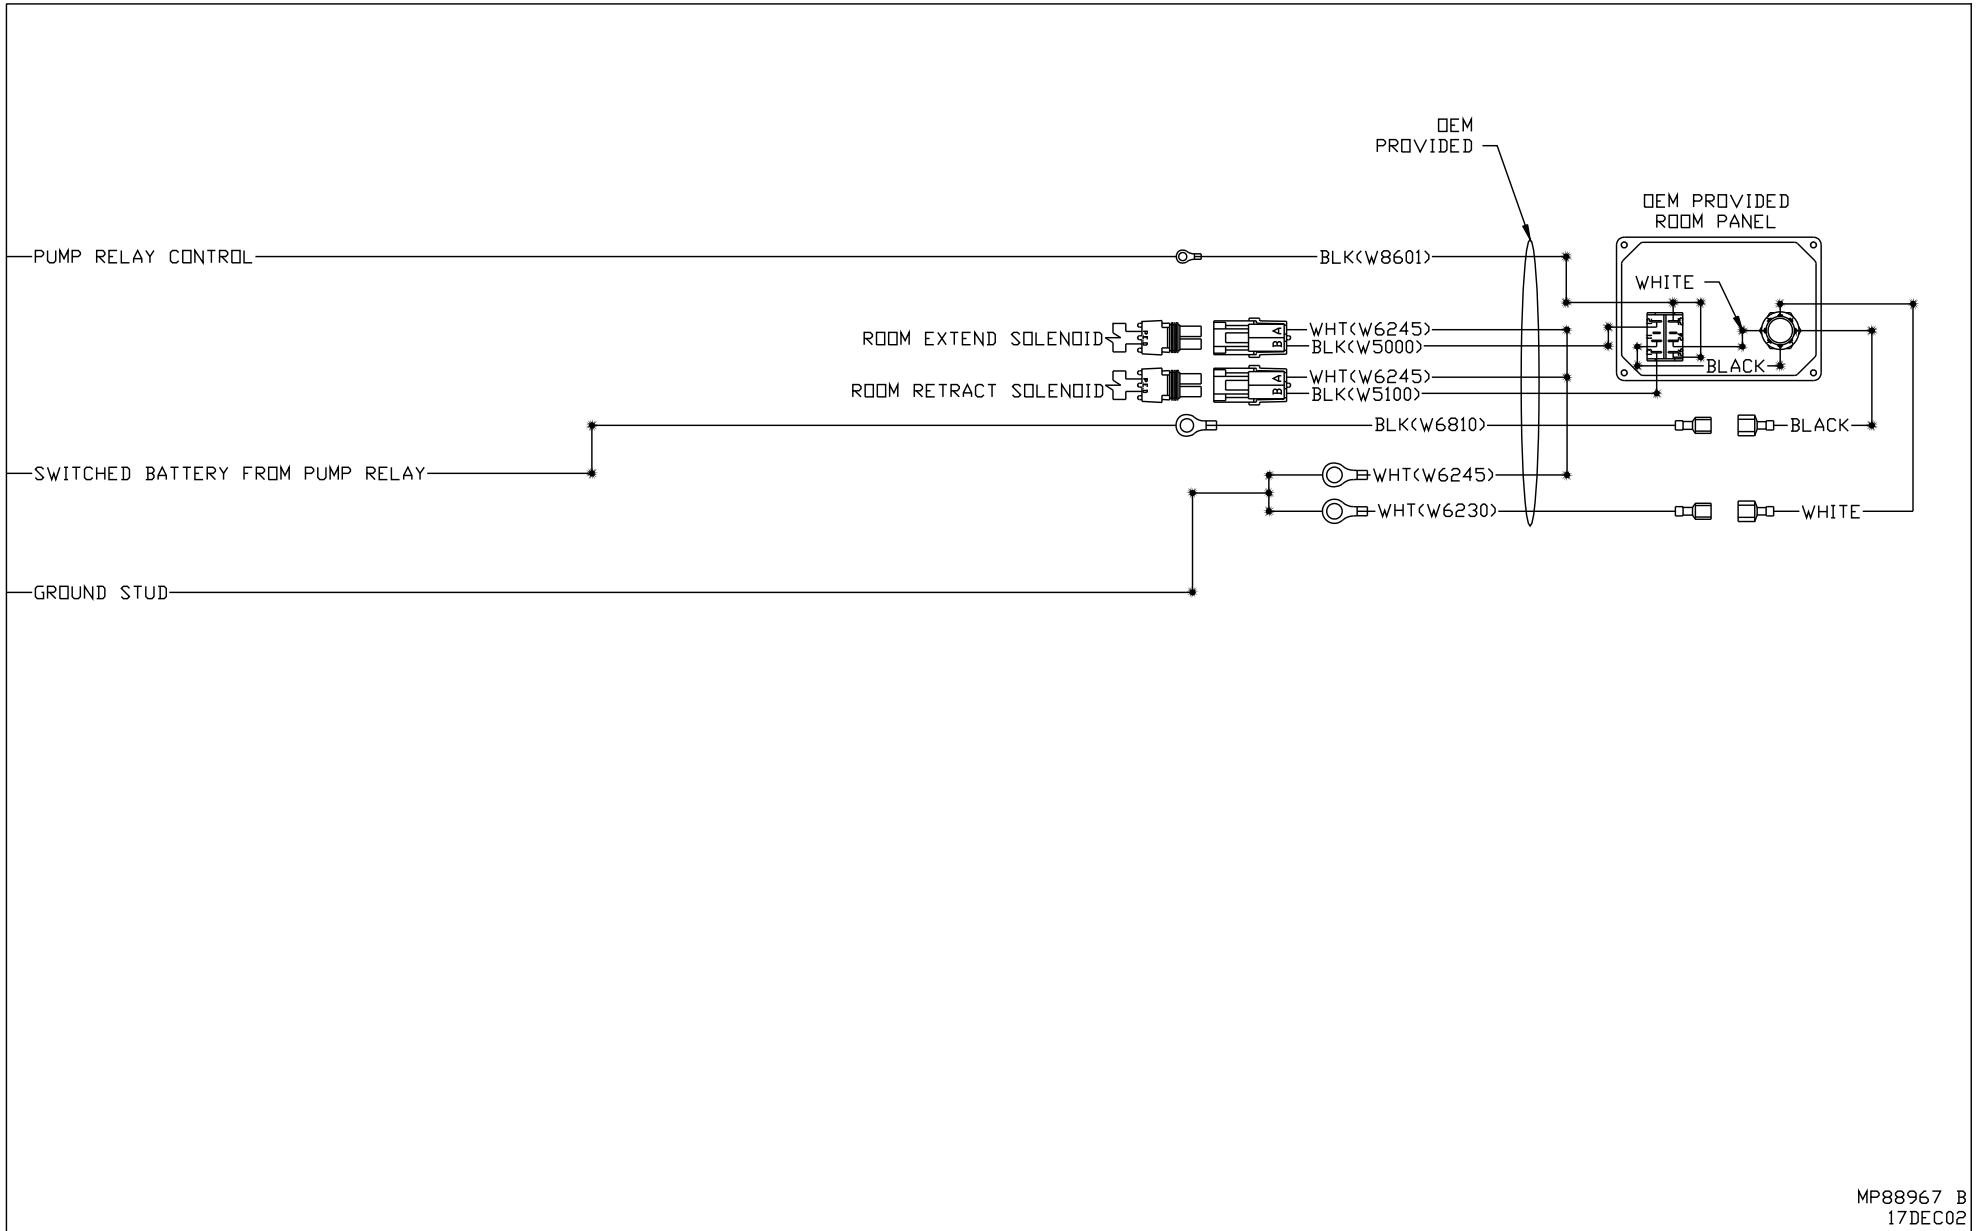 OEM
PROVIDED
OEM PROVIDED
ROOM PANEL
PUMP RELAY CONTROL
BLK(W8601)
WHITE
ROOM EXTEND SOLENOID
A
B
WHT(W6245)
BLK(W5000)
BLACK
ROOM RETRACT SOLENOID
A
B
WHT(W6245)
BLK(W5100)
BLK(W6810)
BLACK
SWITCHED BATTERY FROM PUMP RELAY
WHT(W6245)
WHT(W6230)
WHITE
GROUND STUD
MP88967 B
17DEC02